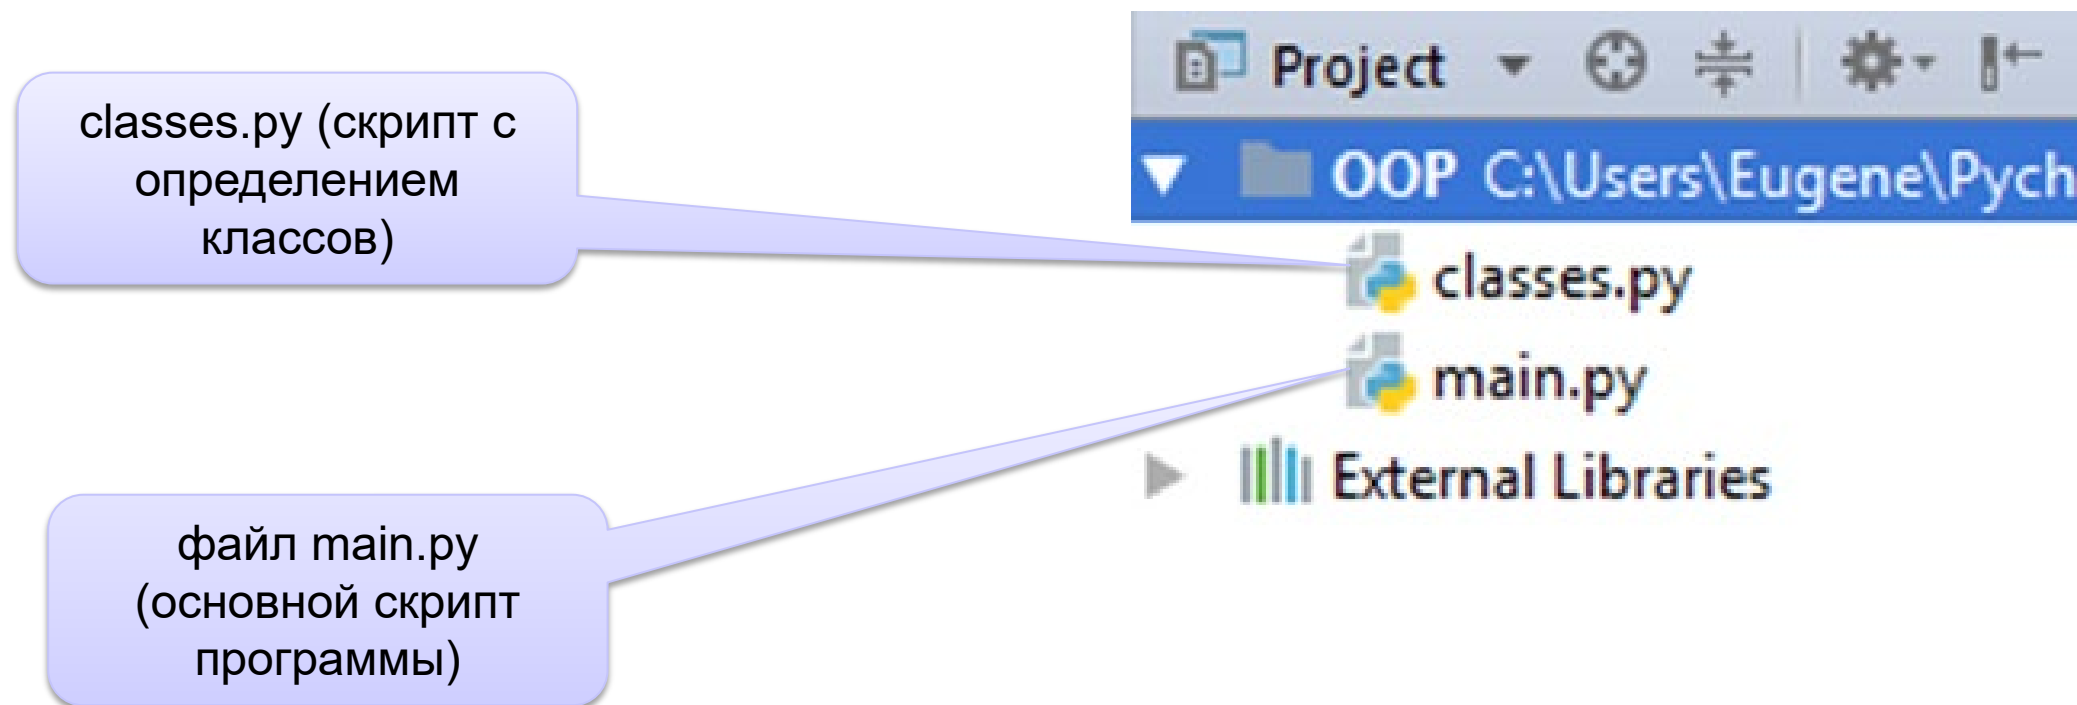 classes.py (скрипт с
определением
классов)
файл main.py
(основной скрипт
программы)
Project
OOP C:\Users\Eugene\Pych
classes.py
main.py
External Libraries